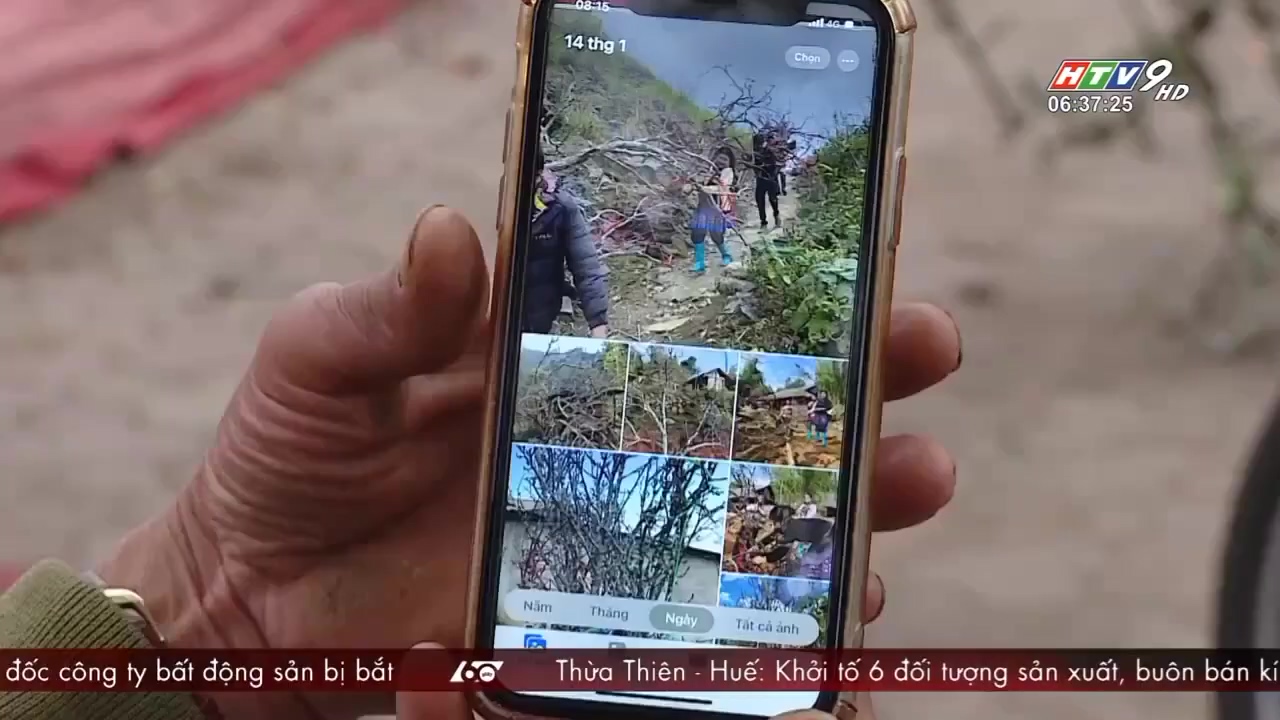 08:15
4G
14 thg 1
Chọn
HTV9 HD
06:37:25
Năm Tháng Ngày Tất cả ảnh
đốc công ty bất động sản bị bắt 60 Thừa Thiên - Huế: Khởi tố 6 đối tượng sản xuất, buôn bán kí